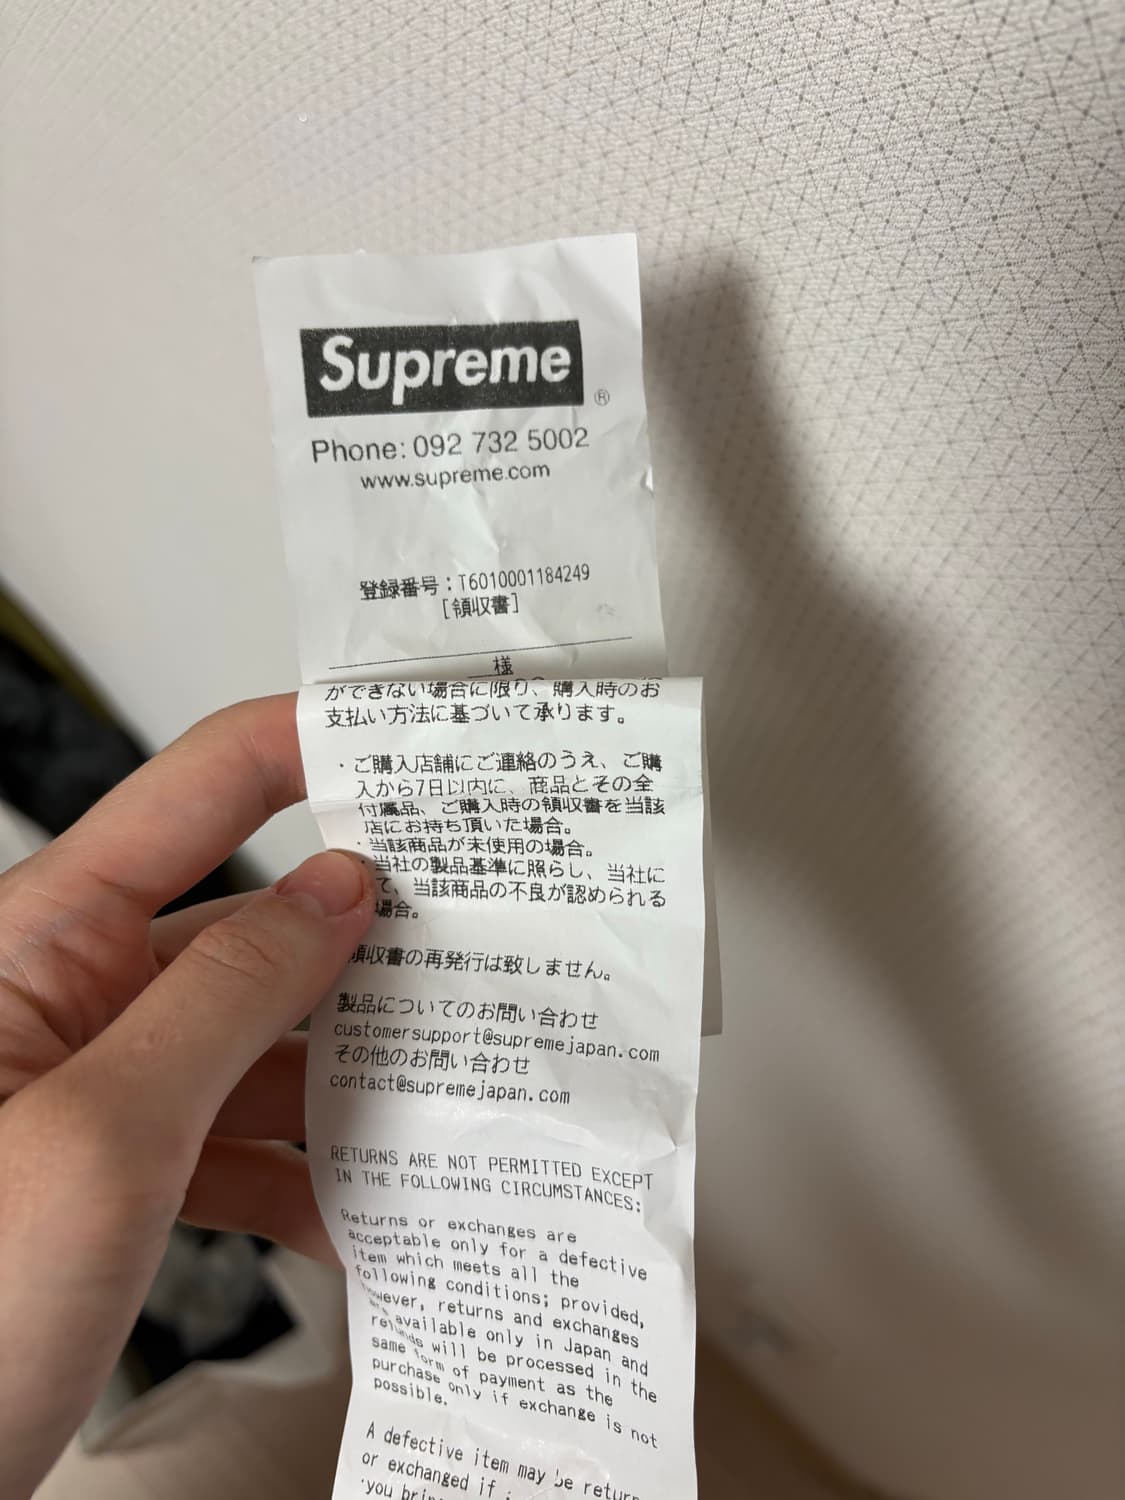 Supreme
®
Phone: 092 732 5002
www.supreme.com
登録番号：T6010001184249
[領収書]
様
ができない場合に限り、購入時のお
支払い方法に基づいて承ります。
・ご購入店舗にご連絡のうえ、ご購
入から7日以内に、商品とその全
付属品、ご購入時の領収書を当該
店にお持ち頂いた場合。
・当該商品が未使用の場合。
・当社の製品基準に照らし、当社に
て、当該商品の不良が認められる
場合。
領収書の再発行は致しません。
製品についてのお問い合わせ
customersupport@supremejapan.com
その他のお問い合わせ
contact@supremejapan.com
RETURNS ARE NOT PERMITTED EXCEPT
IN THE FOLLOWING CIRCUMSTANCES:
Returns or exchanges are
acceptable only for a defective
item which meets all the
following conditions; provided,
however, returns and exchanges
are available only in Japan and
refunds will be processed in the
same form of payment as the
purchase only if exchange is not
possible.
A defective item may be retur
or exchanged if
·you brin